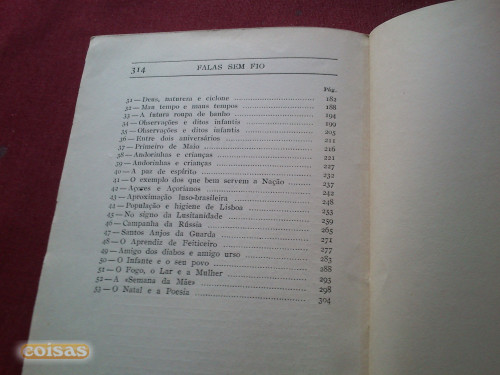 314 FALAS SEM FIO
Pág.
31 — Deus, natureza e ciclone 182
32 — Mau tempo e maus tempos 188
33 — A futura roupa de banho 194
34 — Observações e ditos infantis 199
35 — Observações e ditos infantis 205
36 — Entre dois aniversários 211
37 — Primeiro de Maio 216
38 — Andorinhas e crianças 221
39 — Andorinhas e crianças 227
40 — A paz de espírito 232
41 — O exemplo dos que bem servem a Nação 237
42 — Açores e Açorianos 242
43 — Aproximação luso-brasileira 248
44 — População e higiene de Lisboa 253
45 — No signo da Lusitanidade 259
46 — Campanha da Rússia 265
47 — Santos Anjos da Guarda 271
48 — O Aprendiz de Feiticeiro 277
49 — Amigo dos diabos e amigo urso 283
50 — O Infante e o seu povo 288
51 — O Fogo, o Lar e a Mulher 293
52 — A «Semana da Mãe» 298
53 — O Natal e a Poesia 304
coisas